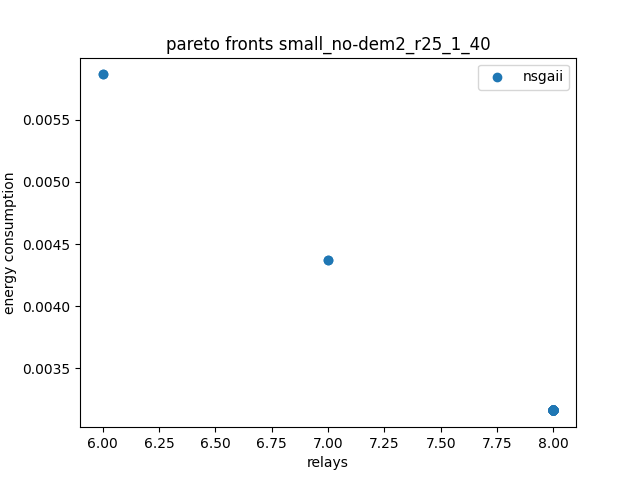 pareto fronts small_no-dem2_r25_1_40
nsgaii
0.0055
0.0050
0.0045
0.0040
0.0035
energy consumption
6.00 6.25 6.50 6.75 7.00 7.25 7.50 7.75 8.00
relays